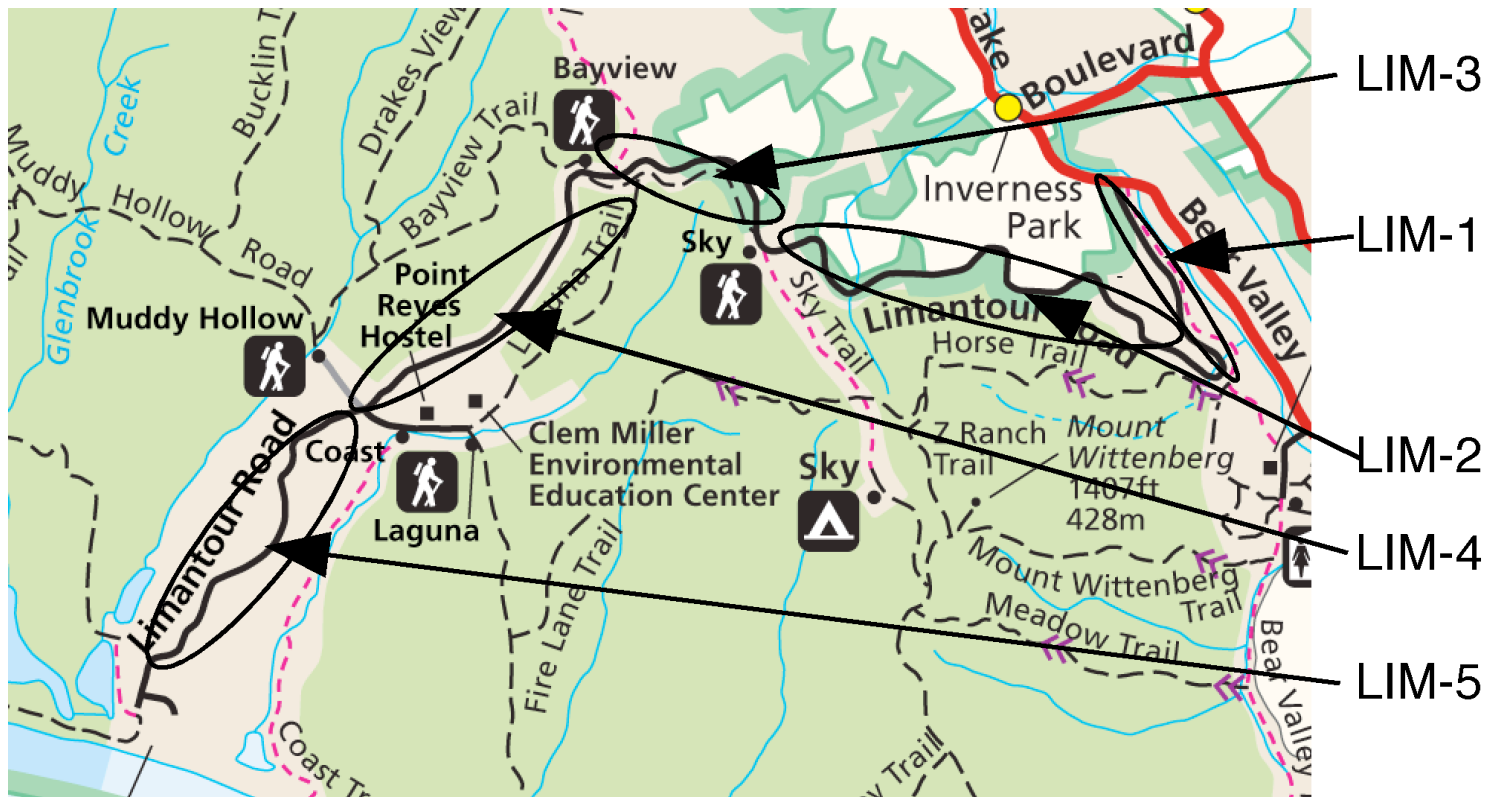 Bucklin T
Drakes View
Bayview
rake
Boulevard
LIM-3
Creek
Muddy
Hollow
Road
Bayview Trail
Inverness
Park
LIM-1
Bear Valley
Sky
Glenbrook
Point
Reyes
Hostel
Laguna Trail
Sky Trail
Muddy Hollow
Limantour Road
Horse Trail
LIM-2
Limantour Road
Coast
Clem Miller
Environmental
Education Center
Z Ranch
Trail
Mount
Wittenberg
1407ft
428m
Sky
Laguna
LIM-4
Fire Lane Trail
Mount Wittenberg
Trail
Meadow Trail
LIM-5
Bear Valley
Coast Tr
y Trail